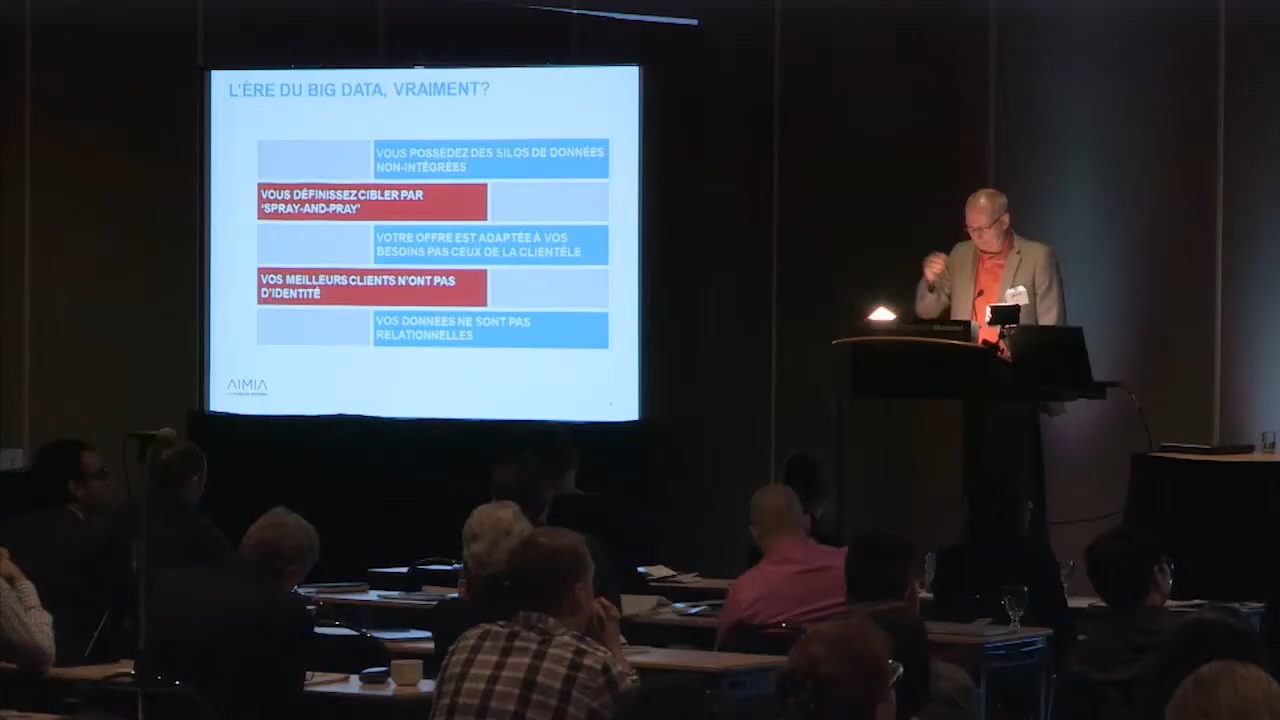 L'ÈRE DU BIG DATA, VRAIMENT?
VOUS POSSÉDEZ DES SILOS DE DONNÉES
NON-INTÉGRÉES
VOUS DÉFINISSEZ CIBLER PAR
'SPRAY-AND-PRAY'
VOTRE OFFRE EST ADAPTÉE À VOS
BESOINS PAS CEUX DE LA CLIENTÈLE
VOS MEILLEURS CLIENTS N'ONT PAS
D'IDENTITÉ
VOS DONNÉES NE SONT PAS
RELATIONNELLES
AIMIA